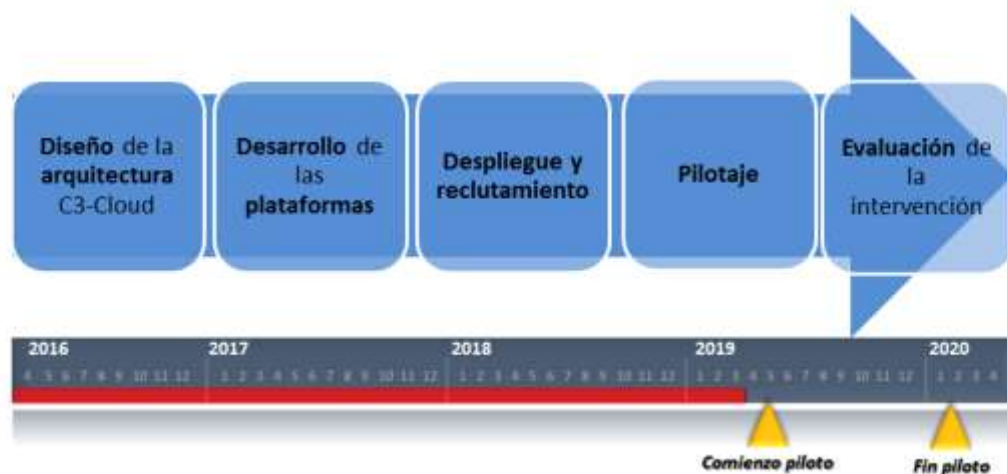 Diseño de la
arquitectura
C3-Cloud
Desarrollo de
las
plataformas
Despliegue y
reclutamiento
Pilotaje
Evaluación de
la
intervención
2016 2017 2018 2019 2020
4 5 6 7 8 9 10 11 12 1 2 3 4 5 6 7 8 9 10 11 12 1 2 3 4 5 6 7 8 9 10 11 12 1 2 3 4 5 6 7 8 9 10 11 12 1 2 3 4
Comienzo piloto
Fin piloto